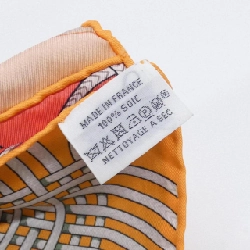 MADE IN FRANCE
100% SOIE
NETTOYAGE A SEC